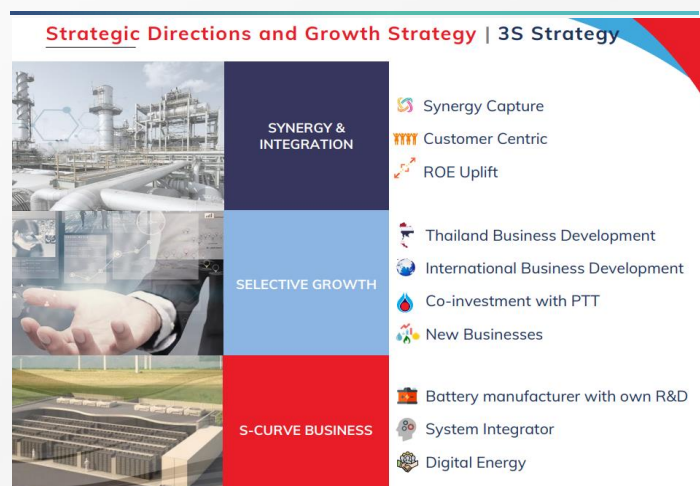 Strategic Directions and Growth Strategy | 3S Strategy
SYNERGY &
INTEGRATION
Synergy Capture
Customer Centric
ROE Uplift
SELECTIVE GROWTH
Thailand Business Development
International Business Development
Co-investment with PTT
New Businesses
S-CURVE BUSINESS
Battery manufacturer with own R&D
System Integrator
Digital Energy